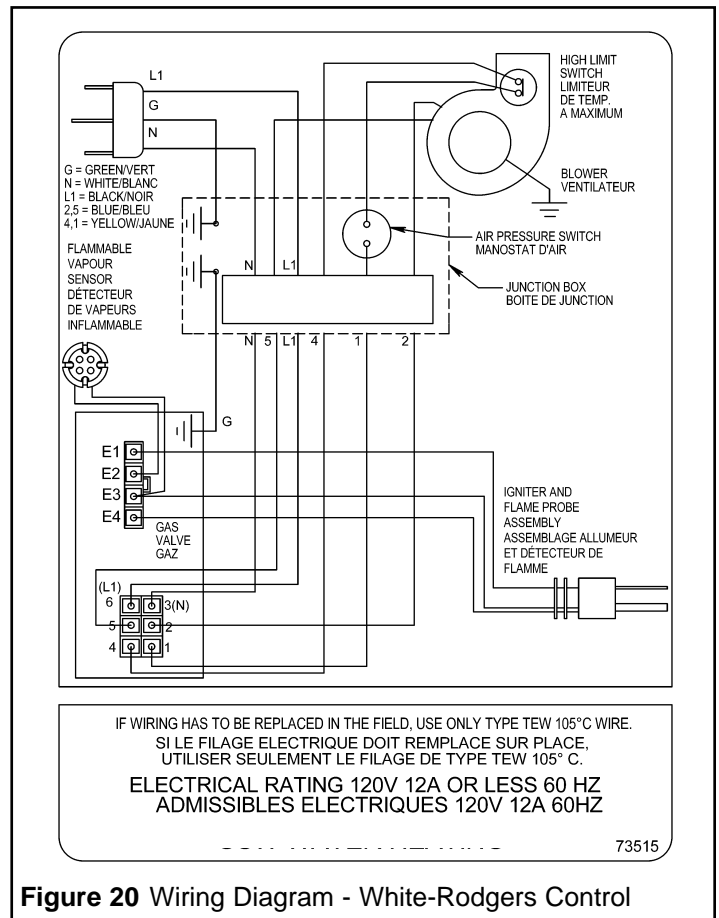 L1
G
N
HIGH LIMIT
SWITCH
LIMITEUR
DE TEMP.
A MAXIMUM
G = GREEN/VERT
N = WHITE/BLANC
L1 = BLACK/NOIR
2,5 = BLUE/BLEU
4,1 = YELLOW/JAUNE
BLOWER
VENTILATEUR
AIR PRESSURE SWITCH
MANOSTAT D'AIR
FLAMMABLE
VAPOUR
SENSOR
DÉTECTEUR
DE VAPEURS
INFLAMMABLE
N L1
JUNCTION BOX
BOITE DE JUNCTION
N 5 L1 4 1 2
G
E1
E2
E3
E4
GAS
VALVE
GAZ
IGNITER AND
FLAME PROBE
ASSEMBLY
ASSEMBLAGE ALLUMEUR
ET DÉTECTEUR DE
FLAMME
(L1)
6 3(N)
5 2
4 1
IF WIRING HAS TO BE REPLACED IN THE FIELD, USE ONLY TYPE TEW 105°C WIRE.
SI LE FILAGE ELECTRIQUE DOIT REMPLACE SUR PLACE,
UTILISER SEULEMENT LE FILAGE DE TYPE TEW 105° C.
ELECTRICAL RATING 120V 12A OR LESS 60 HZ
ADMISSIBLES ELECTRIQUES 120V 12A 60HZ
73515
Figure 20 Wiring Diagram - White-Rodgers Control